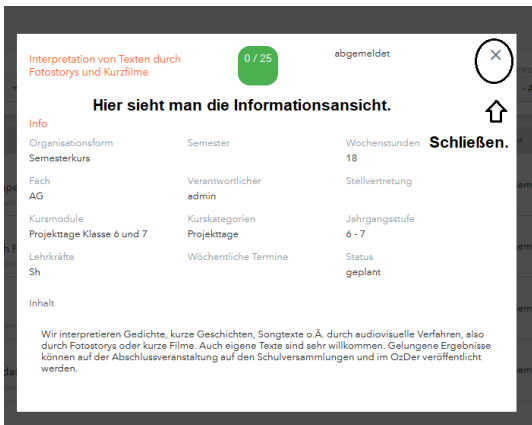 Interpretation von Texten durch
Fotostorys und Kurzfilme
0 / 25
abgemeldet
Hier sieht man die Informationsansicht.
Schließen.
Info
Organisationsform
Semester
Wochenstunden
Semesterkurs
18
Fach
Verantwortlicher
Stellvertretung
AG
admin
Kursmodule
Kurskategorien
Jahrgangsstufe
Projekttage Klasse 6 und 7
Projekttage
6 - 7
Lehrkräfte
Wöchentliche Termine
Status
Sh
geplant
Inhalt
Wir interpretieren Gedichte, kurze Geschichten, Songtexte o.Ä. durch audiovisuelle Verfahren, also
durch Fotostorys oder kurze Filme. Auch eigene Texte sind sehr willkommen. Gelungene Ergebnisse
können auf der Abschlussveranstaltung auf den Schulversammlungen und im OzDer veröffentlicht
werden.